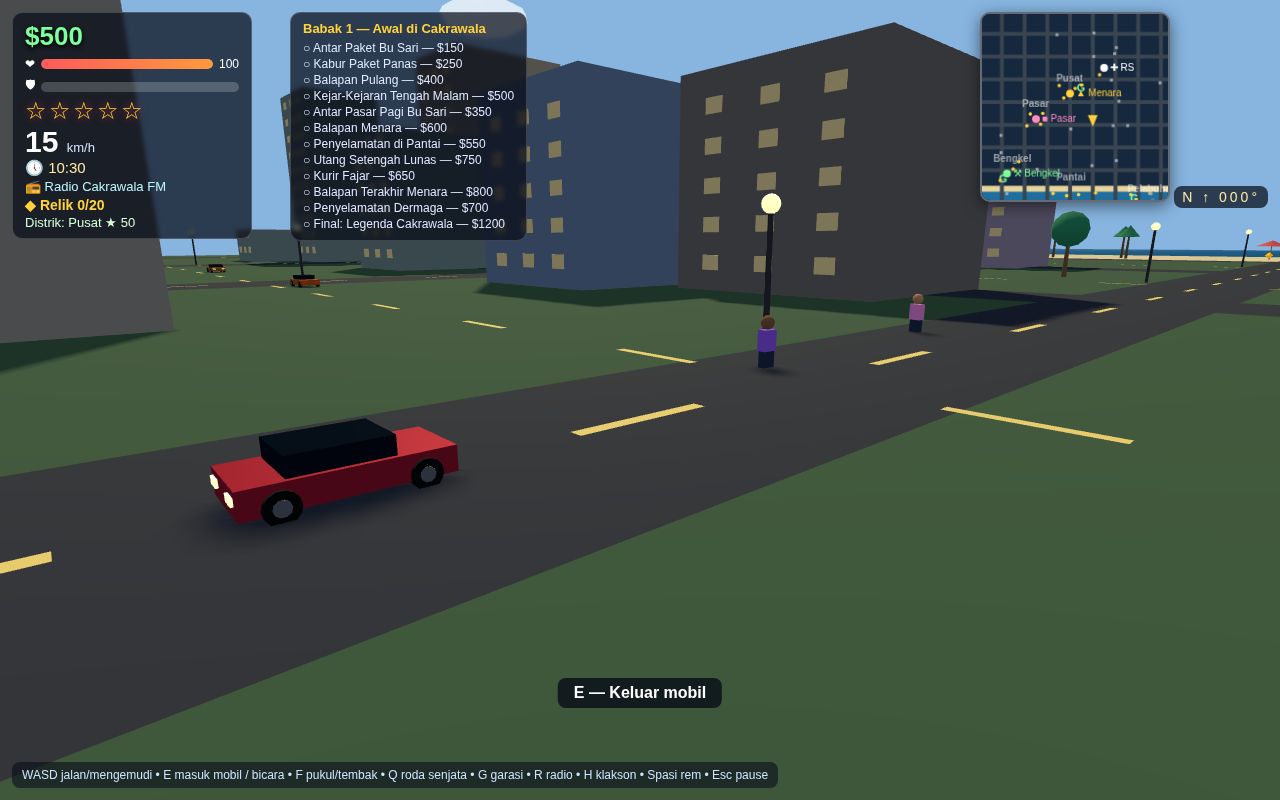 $500
100
☆☆☆☆☆
15 km/h
10:30
Radio Cakrawala FM
Relik 0/20
Distrik: Pusat ★ 50
Babak 1 — Awal di Cakrawala
○ Antar Paket Bu Sari — $150
○ Kabur Paket Panas — $250
○ Balapan Pulang — $400
○ Kejar-Kejaran Tengah Malam — $500
○ Antar Pasar Pagi Bu Sari — $350
○ Balapan Menara — $600
○ Penyelamatan di Pantai — $550
○ Utang Setengah Lunas — $750
○ Kurir Fajar — $650
○ Balapan Terakhir Menara — $800
○ Penyelamatan Dermaga — $700
○ Final: Legenda Cakrawala — $1200
RS
Pusat
G
Menara
Pasar
Pasar
Bengkel
G
Bengkel
Pantai
G
N ↑ 000°
E — Keluar mobil
WASD jalan/mengemudi • E masuk mobil / bicara • F pukul/tembak • Q roda senjata • G garasi • R radio • H klakson • Spasi rem • Esc pause